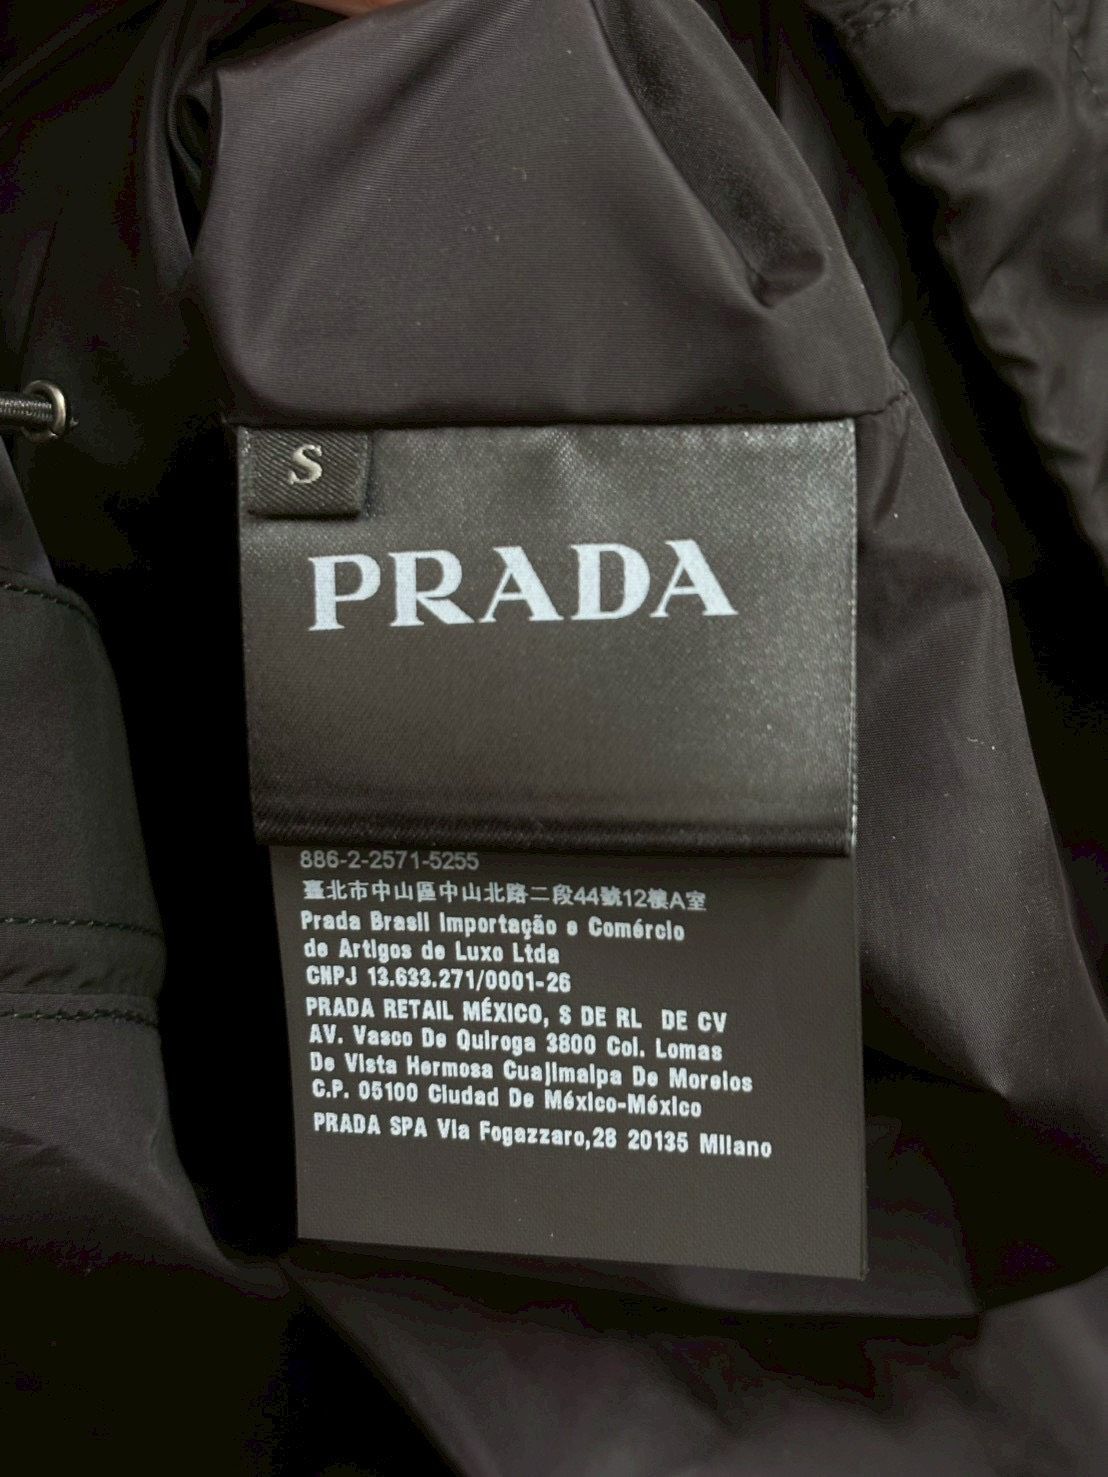 S
PRADA
886-2-2571-5255
臺北市中山區中山北路二段44號12樓A室
Prada Brasil Importação e Comércio
de Artigos de Luxo Ltda
CNPJ 13.633.271/0001-26
PRADA RETAIL MÉXICO, S DE RL DE CV
AV. Vasco De Quiroga 3800 Col. Lomas
De Vista Hermosa Cuajimalpa De Morelos
C.P. 05100 Ciudad De México-México
PRADA SPA Via Fogazzaro,28 20135 Milano